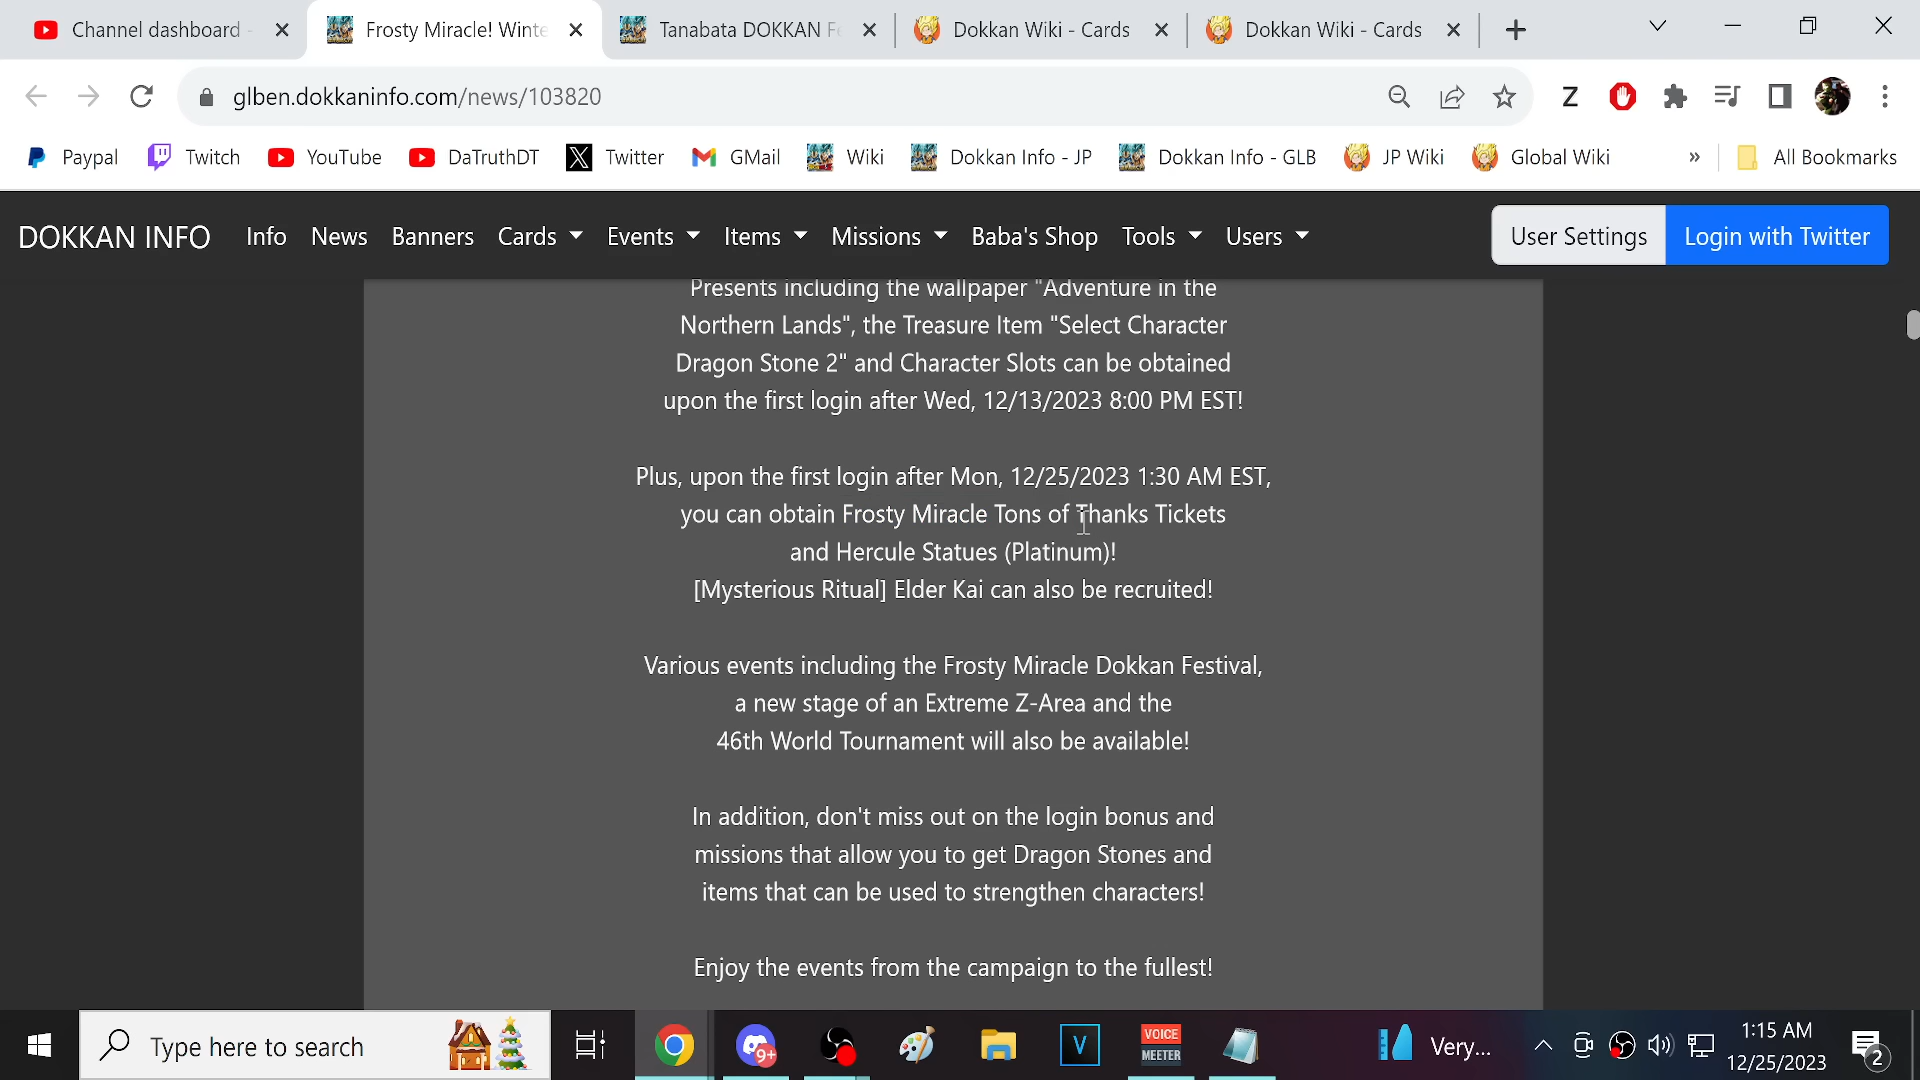 Channel dashboard -
Frosty Miracle! Winte
Tanabata DOKKAN Fe
Dokkan Wiki - Cards
Dokkan Wiki - Cards
glben.dokkaninfo.com/news/103820
Z
Paypal
Twitch
YouTube
DaTruthDT
Twitter
GMail
Wiki
Dokkan Info - JP
Dokkan Info - GLB
JP Wiki
Global Wiki
»
All Bookmarks
DOKKAN INFO
Info
News
Banners
Cards
Events
Items
Missions
Baba's Shop
Tools
Users
User Settings
Login with Twitter
Presents including the wallpaper "Adventure in the
Northern Lands", the Treasure Item "Select Character
Dragon Stone 2" and Character Slots can be obtained
upon the first login after Wed, 12/13/2023 8:00 PM EST!
Plus, upon the first login after Mon, 12/25/2023 1:30 AM EST,
you can obtain Frosty Miracle Tons of Thanks Tickets
and Hercule Statues (Platinum)!
[Mysterious Ritual] Elder Kai can also be recruited!
Various events including the Frosty Miracle Dokkan Festival,
a new stage of an Extreme Z-Area and the
46th World Tournament will also be available!
In addition, don't miss out on the login bonus and
missions that allow you to get Dragon Stones and
items that can be used to strengthen characters!
Enjoy the events from the campaign to the fullest!
Type here to search
9+
V
VOICE
MEETER
Very...
1:15 AM
12/25/2023
2